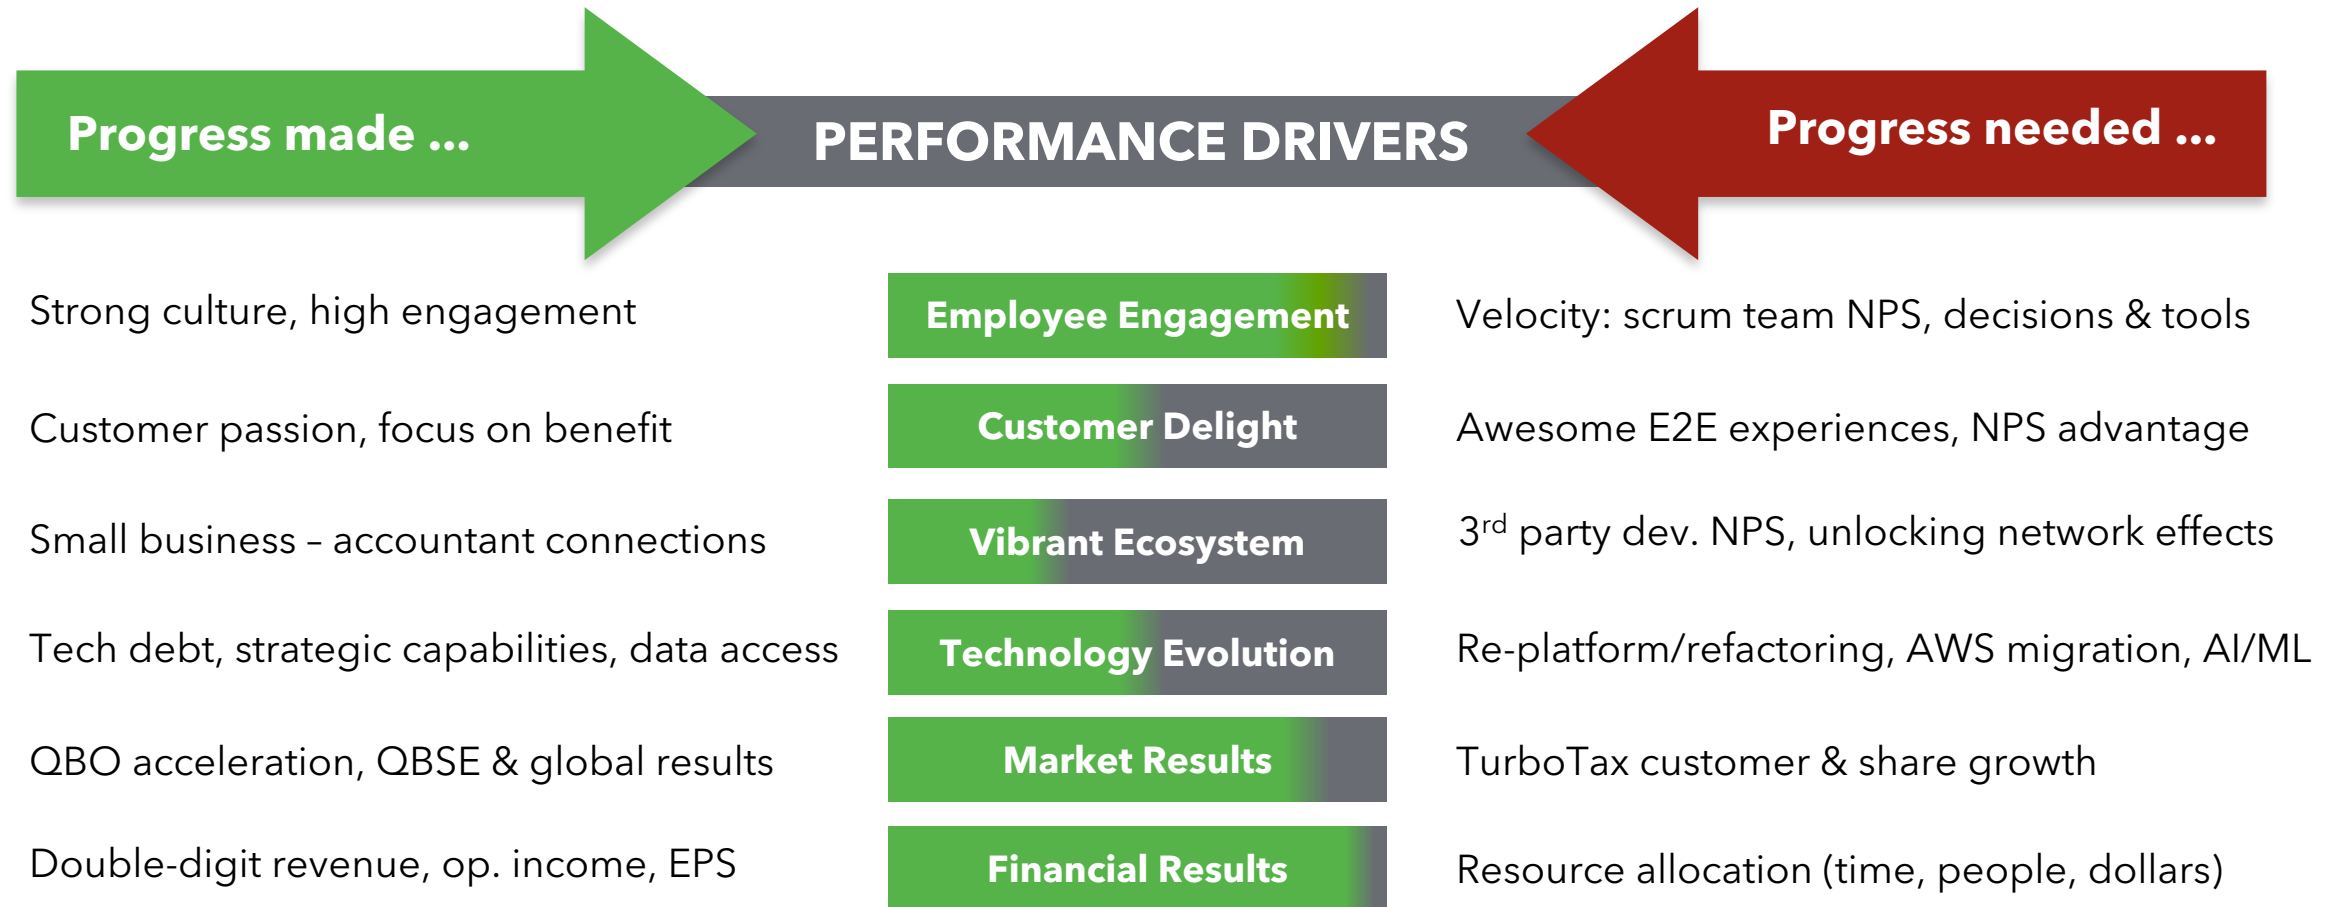 Progress made ...
PERFORMANCE DRIVERS
Progress needed ...
Strong culture, high engagement
Employee Engagement
Velocity: scrum team NPS, decisions & tools
Customer passion, focus on benefit
Customer Delight
Awesome E2E experiences, NPS advantage
Small business – accountant connections
Vibrant Ecosystem
3rd party dev. NPS, unlocking network effects
Tech debt, strategic capabilities, data access
Technology Evolution
Re-platform/refactoring, AWS migration, AI/ML
QBO acceleration, QBSE & global results
Market Results
TurboTax customer & share growth
Double-digit revenue, op. income, EPS
Financial Results
Resource allocation (time, people, dollars)